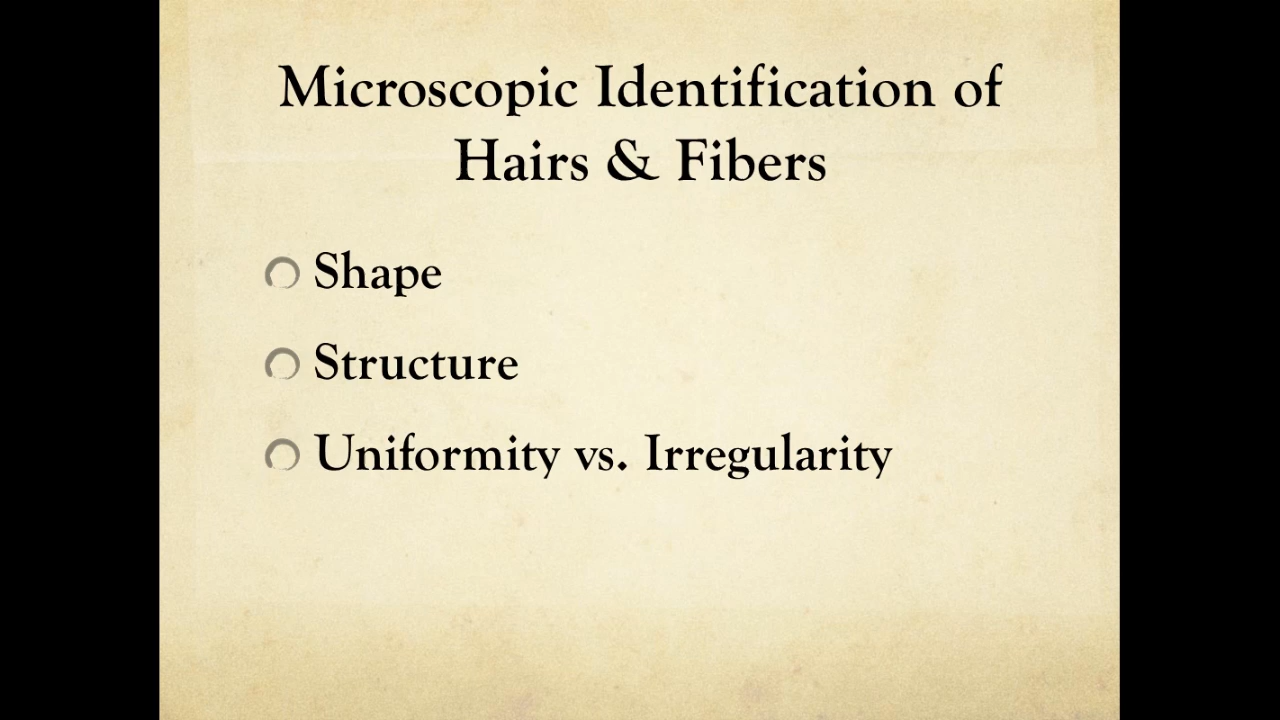 Microscopic Identification of
Hairs & Fibers
Shape
Structure
Uniformity vs. Irregularity